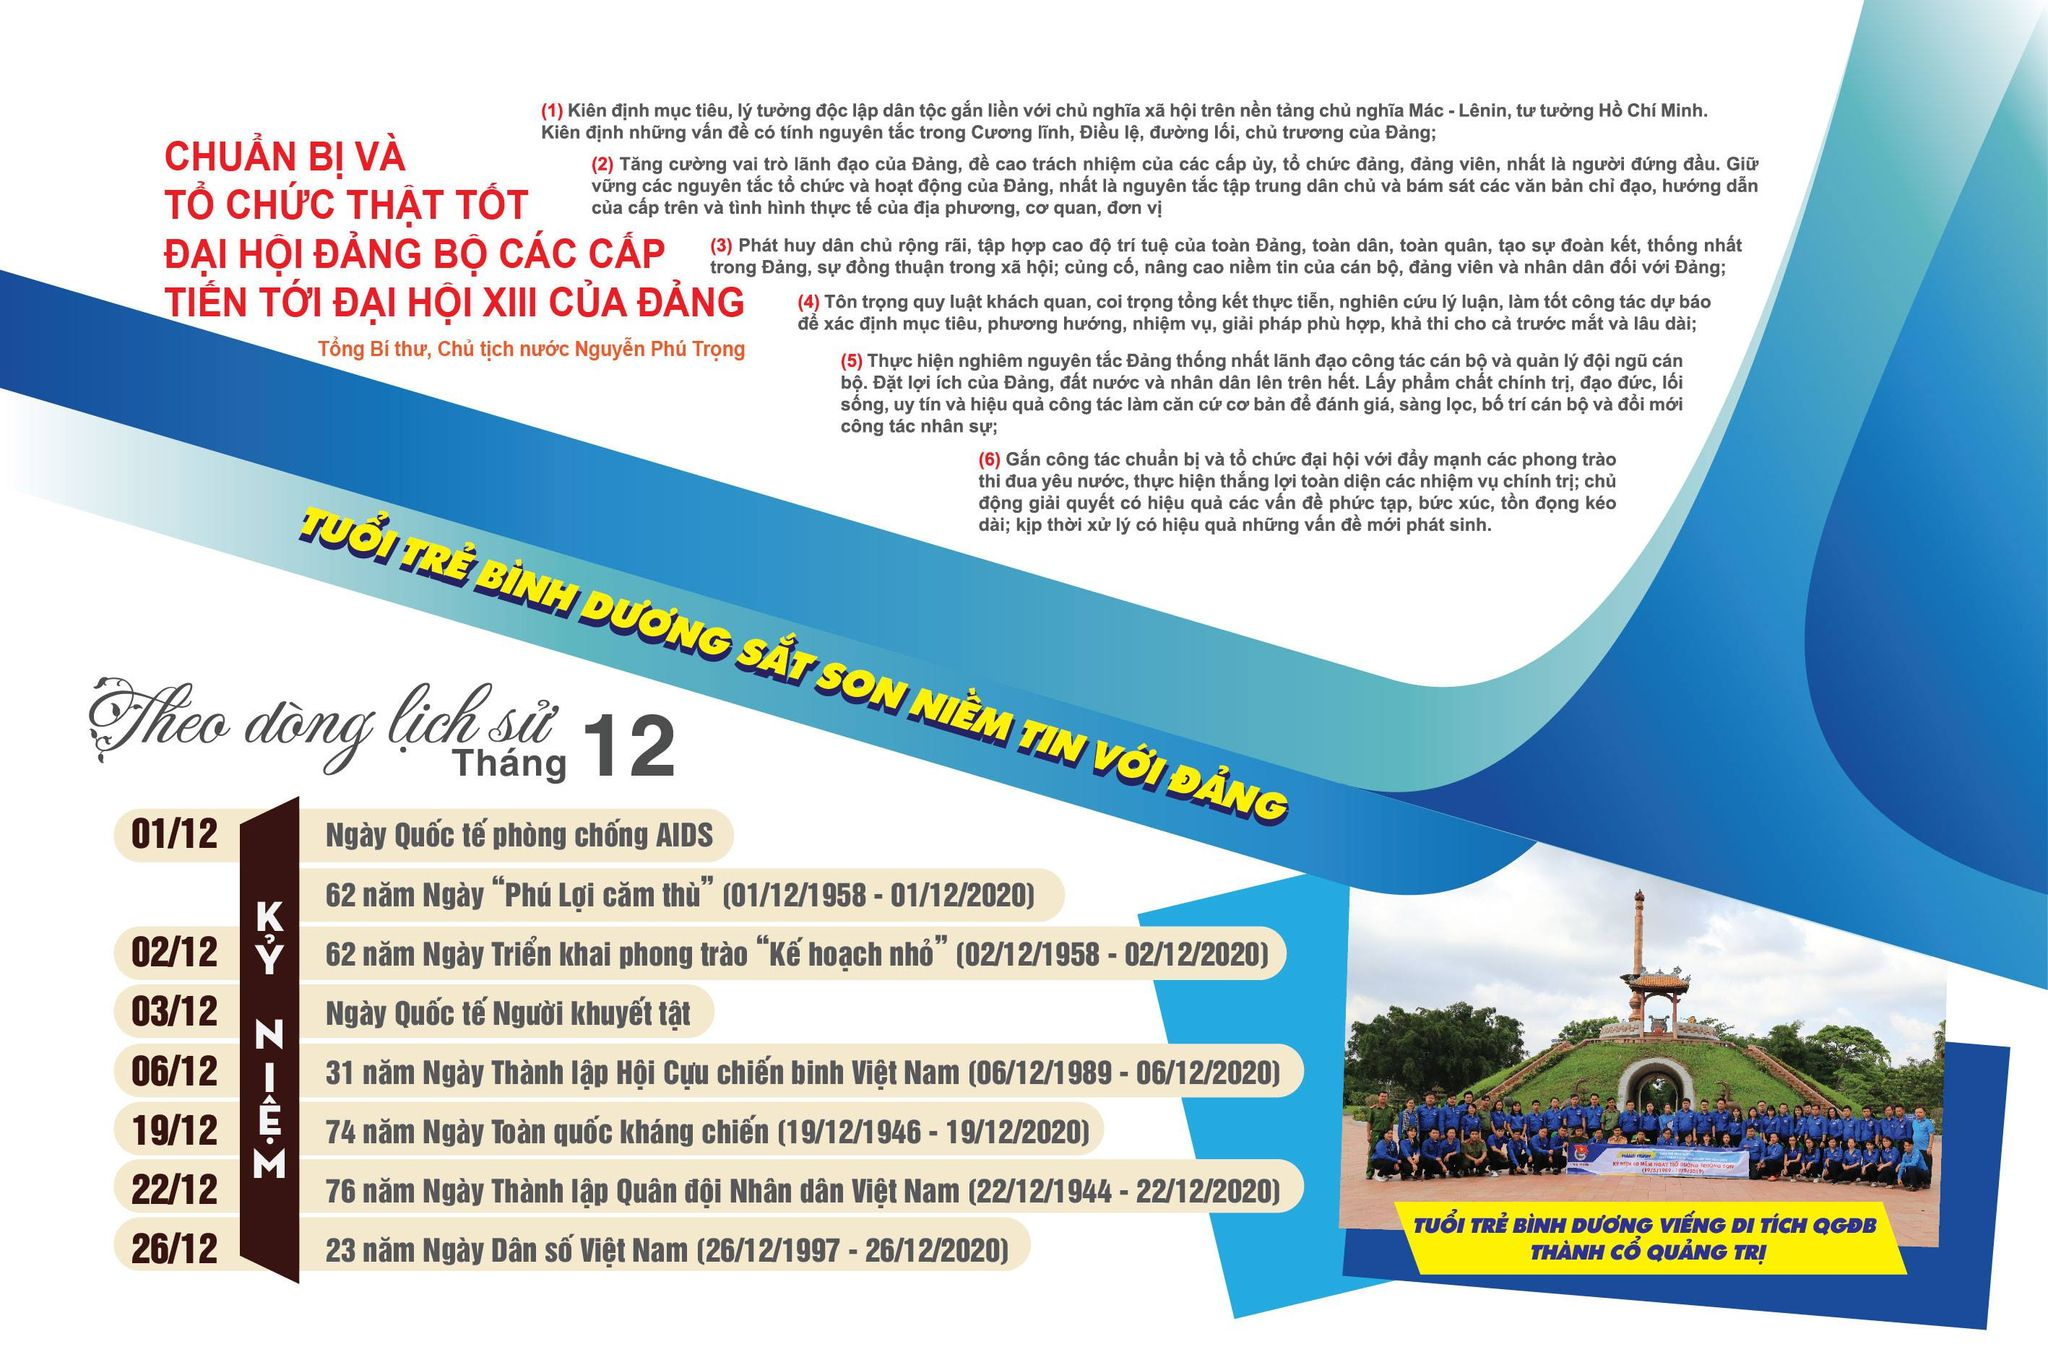 CHUẨN BỊ VÀ
TỔ CHỨC THẬT TỐT
ĐẠI HỘI ĐẢNG BỘ CÁC CẤP
TIẾN TỚI ĐẠI HỘI XIII CỦA ĐẢNG
Tổng Bí thư, Chủ tịch nước Nguyễn Phú Trọng
(1) Kiên định mục tiêu, lý tưởng độc lập dân tộc gắn liền với chủ nghĩa xã hội trên nền tảng chủ nghĩa Mác - Lênin, tư tưởng Hồ Chí Minh.
Kiên định những vấn đề có tính nguyên tắc trong Cương lĩnh, Điều lệ, đường lối, chủ trương của Đảng;
(2) Tăng cường vai trò lãnh đạo của Đảng, đề cao trách nhiệm của các cấp ủy, tổ chức đảng, đảng viên, nhất là người đứng đầu. Giữ
vững các nguyên tắc tổ chức và hoạt động của Đảng, nhất là nguyên tắc tập trung dân chủ và bám sát các văn bản chỉ đạo, hướng dẫn
của cấp trên và tình hình thực tế của địa phương, cơ quan, đơn vị
(3) Phát huy dân chủ rộng rãi, tập hợp cao độ trí tuệ của toàn Đảng, toàn dân, toàn quân, tạo sự đoàn kết, thống nhất
trong Đảng, sự đồng thuận trong xã hội; củng cố, nâng cao niềm tin của cán bộ, đảng viên và nhân dân đối với Đảng;
(4) Tôn trọng quy luật khách quan, coi trọng tổng kết thực tiễn, nghiên cứu lý luận, làm tốt công tác dự báo
để xác định mục tiêu, phương hướng, nhiệm vụ, giải pháp phù hợp, khả thi cho cả trước mắt và lâu dài;
(5) Thực hiện nghiêm nguyên tắc Đảng thống nhất lãnh đạo công tác cán bộ và quản lý đội ngũ cán
bộ. Đặt lợi ích của Đảng, đất nước và nhân dân lên trên hết. Lấy phẩm chất chính trị, đạo đức, lối
sống, uy tín và hiệu quả công tác làm căn cứ cơ bản để đánh giá, sàng lọc, bố trí cán bộ và đổi mới
công tác nhân sự;
(6) Gắn công tác chuẩn bị và tổ chức đại hội với đẩy mạnh các phong trào
thi đua yêu nước, thực hiện thắng lợi toàn diện các nhiệm vụ chính trị; chủ
động giải quyết có hiệu quả các vấn đề phức tạp, bức xúc, tồn đọng kéo
dài; kịp thời xử lý có hiệu quả những vấn đề mới phát sinh.
TUỔI TRẺ BÌNH DƯƠNG SẮT SON NIỀM TIN VỚI ĐẢNG
Theo dòng lịch sử
Tháng 12
KỶ NIỆM
01/12 Ngày Quốc tế phòng chống AIDS
62 năm Ngày “Phú Lợi căm thù” (01/12/1958 - 01/12/2020)
02/12 62 năm Ngày Triển khai phong trào “Kế hoạch nhỏ” (02/12/1958 - 02/12/2020)
03/12 Ngày Quốc tế Người khuyết tật
06/12 31 năm Ngày Thành lập Hội Cựu chiến binh Việt Nam (06/12/1989 - 06/12/2020)
19/12 74 năm Ngày Toàn quốc kháng chiến (19/12/1946 - 19/12/2020)
22/12 76 năm Ngày Thành lập Quân đội Nhân dân Việt Nam (22/12/1944 - 22/12/2020)
26/12 23 năm Ngày Dân số Việt Nam (26/12/1997 - 26/12/2020)
HÀNH TRÌNH
KỶ NIỆM 60 NĂM NGÀY MỞ ĐƯỜNG TRƯỜNG SƠN
TUỔI TRẺ BÌNH DƯƠNG VIẾNG DI TÍCH QGĐB
THÀNH CỔ QUẢNG TRỊ